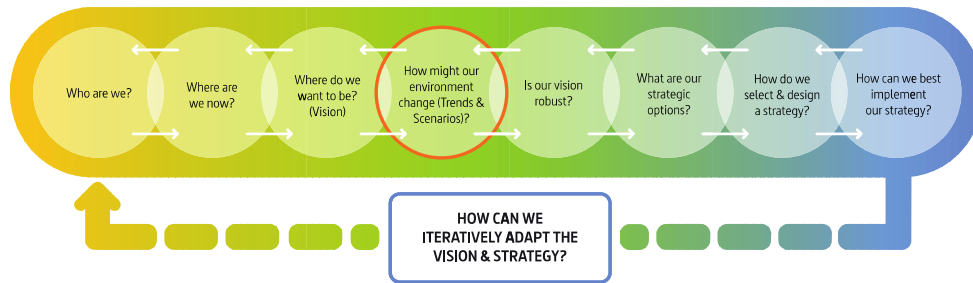 Who are we?
Where are
we now?
Where do we
want to be?
(Vision)
How might our
environment
change (Trends &
Scenarios)?
Is our vision
robust?
What are our
strategic
options?
How do we
select & design
a strategy?
How can we best
implement
our strategy?
HOW CAN WE
ITERATIVELY ADAPT THE
VISION & STRATEGY?